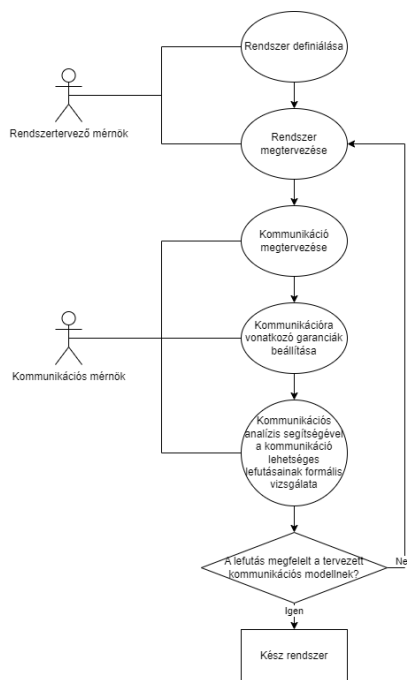 Rendszer definiálása
Rendszertervező mérnök
Rendszer
megtervezése
Kommunikáció
megtervezése
Kommunikációra
vonatkozó garanciák
beállítása
Kommunikációs mérnök
Kommunikációs
analízis segítségével
a kommunikáció
lehetséges
lefutásainak formális
vizsgálata
A lefutás megfelelt a tervezett
kommunikációs modellnek?
Ne
Igen
Kész rendszer